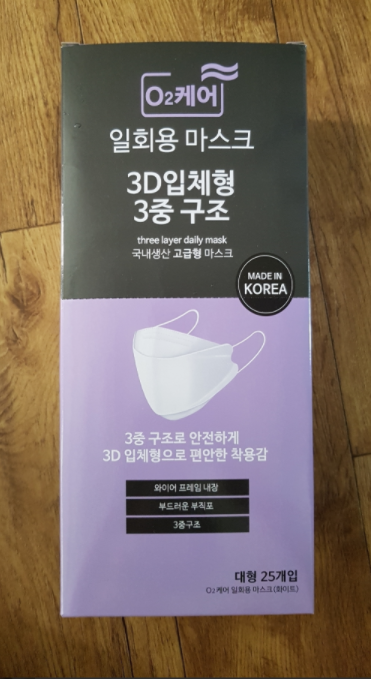 O2케어
일회용 마스크
3D입체형
3중 구조
three layer daily mask
국내생산 고급형 마스크
MADE IN
KOREA
3중 구조로 안전하게
3D 입체형으로 편안한 착용감
와이어 프레임 내장
부드러운 부직포
3중구조
대형 25개입
O2 케어 일회용 마스크(화이트)